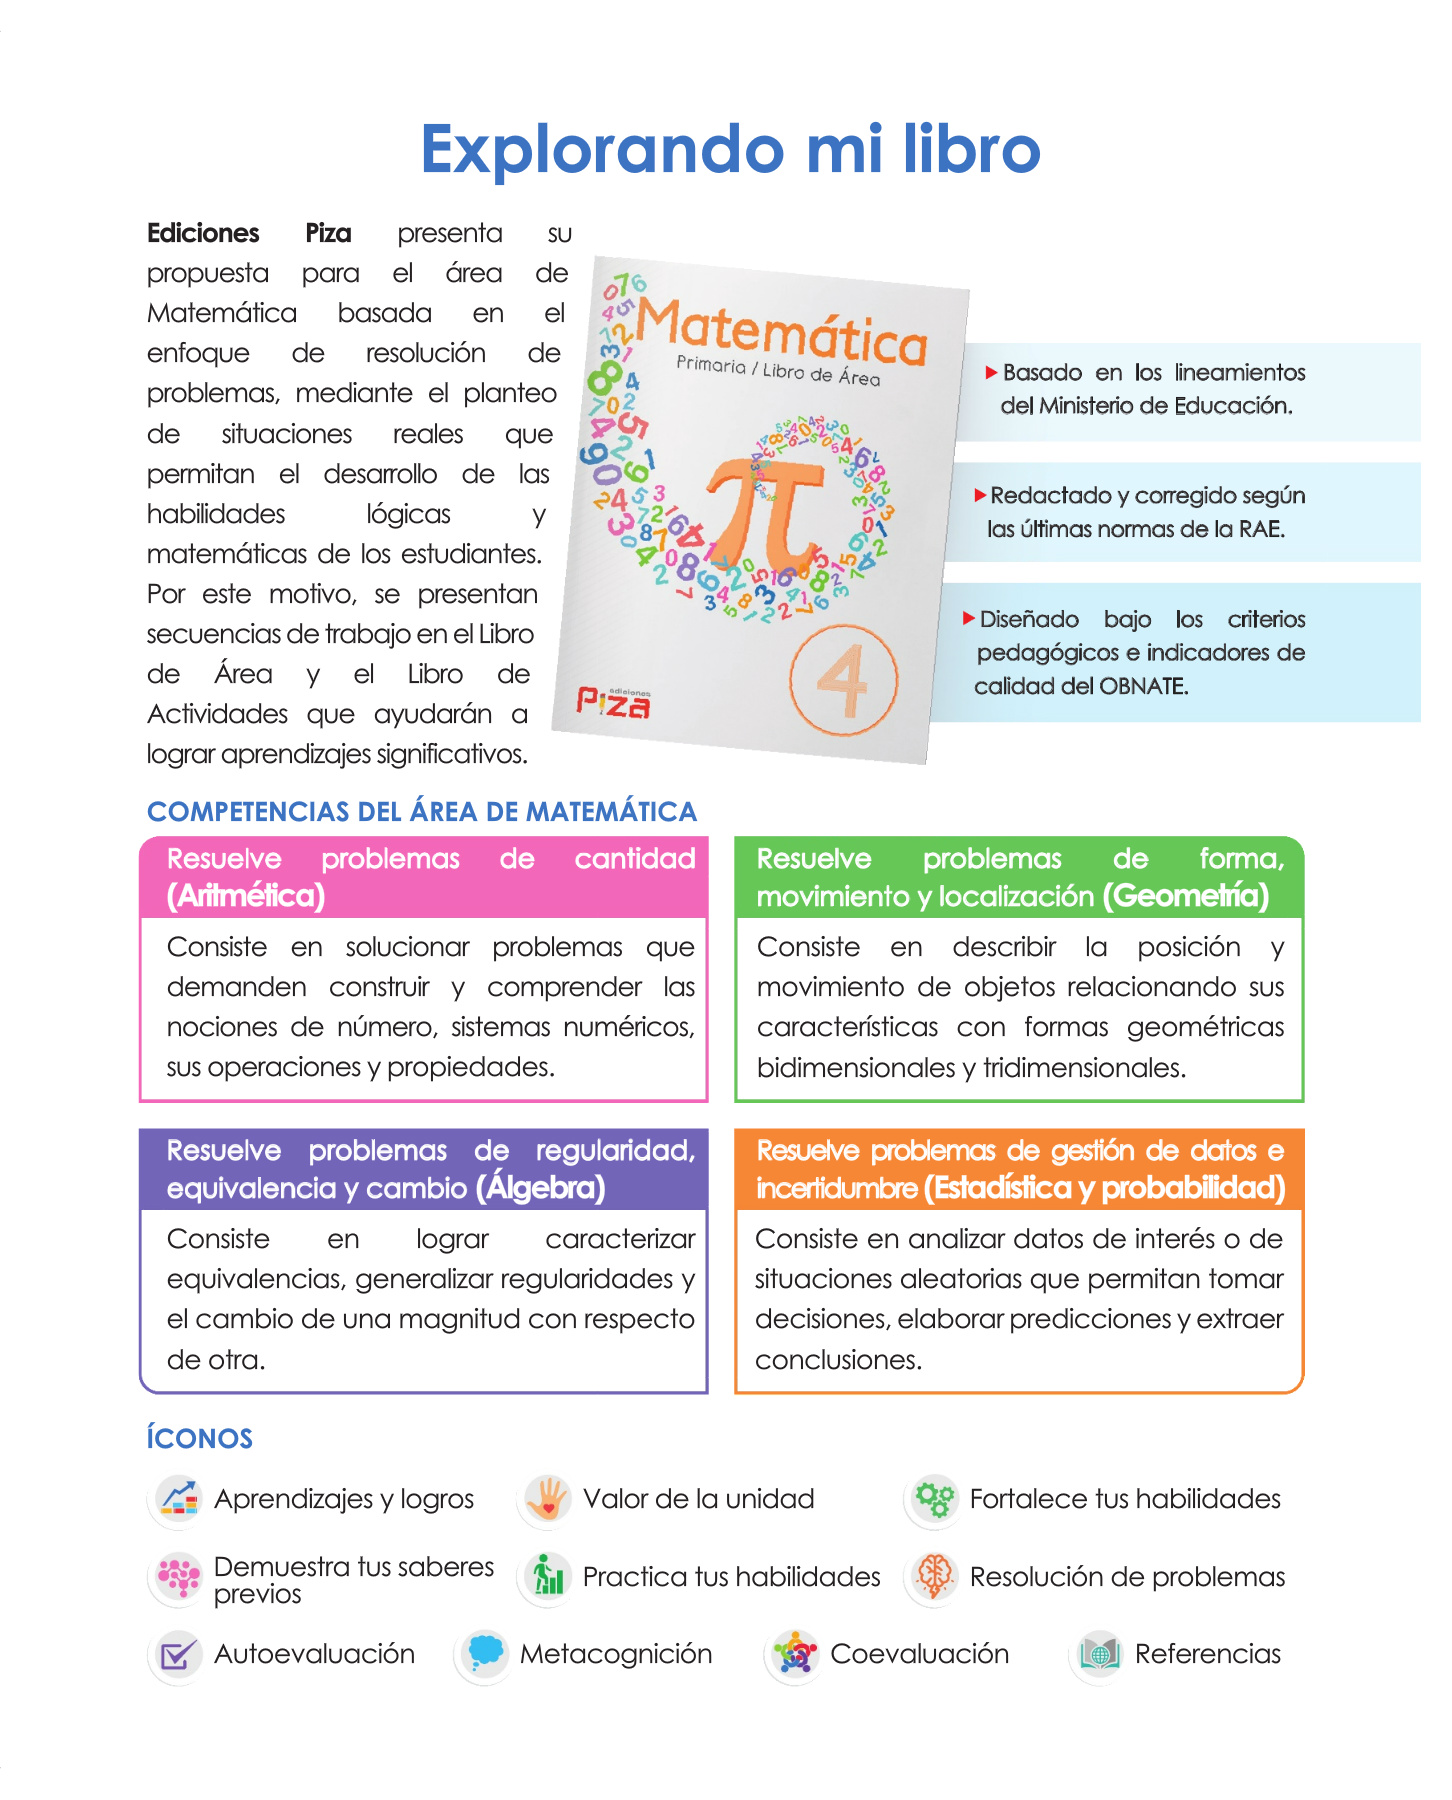 Explorando mi libro
Ediciones Piza presenta su
propuesta para el área de
Matemática basada en el
enfoque de resolución de
problemas, mediante el planteo
de situaciones reales que
permitan el desarrollo de las
habilidades lógicas y
matemáticas de los estudiantes.
Por este motivo, se presentan
secuencias de trabajo en el Libro
de Área y el Libro de
Actividades que ayudarán a
lograr aprendizajes significativos.
Matemática
Primaria / Libro de Área
π
4
ediciones
Piza
Basado en los lineamientos
del Ministerio de Educación.
Redactado y corregido según
las últimas normas de la RAE.
Diseñado bajo los criterios
pedagógicos e indicadores de
calidad del OBNATE.
COMPETENCIAS DEL ÁREA DE MATEMÁTICA
Resuelve problemas de cantidad
(Aritmética)
Consiste en solucionar problemas que
demanden construir y comprender las
nociones de número, sistemas numéricos,
sus operaciones y propiedades.
Resuelve problemas de forma,
movimiento y localización (Geometría)
Consiste en describir la posición y
movimiento de objetos relacionando sus
características con formas geométricas
bidimensionales y tridimensionales.
Resuelve problemas de regularidad,
equivalencia y cambio (Álgebra)
Consiste en lograr caracterizar
equivalencias, generalizar regularidades y
el cambio de una magnitud con respecto
de otra.
Resuelve problemas de gestión de datos e
incertidumbre (Estadística y probabilidad)
Consiste en analizar datos de interés o de
situaciones aleatorias que permitan tomar
decisiones, elaborar predicciones y extraer
conclusiones.
ÍCONOS
Aprendizajes y logros
Valor de la unidad
Fortalece tus habilidades
Demuestra tus saberes
previos
Practica tus habilidades
Resolución de problemas
Autoevaluación
Metacognición
Coevaluación
Referencias